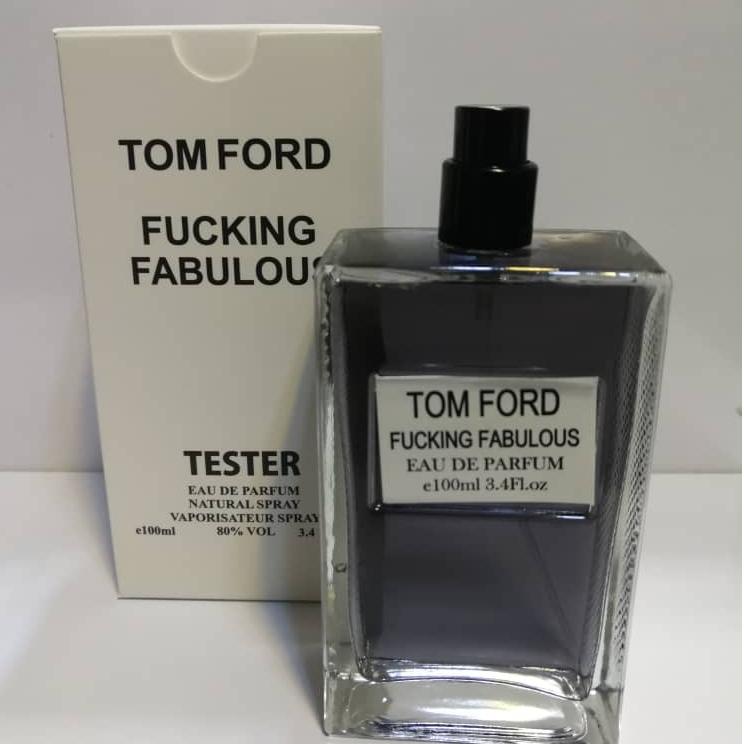 TOM FORD
FUCKING
FABULOUS
TESTER
EAU DE PARFUM
NATURAL SPRAY
VAPORISATEUR SPRAY
e100ml 80% VOL 3.4
TOM FORD
FUCKING FABULOUS
EAU DE PARFUM
e100ml 3.4Fl.oz